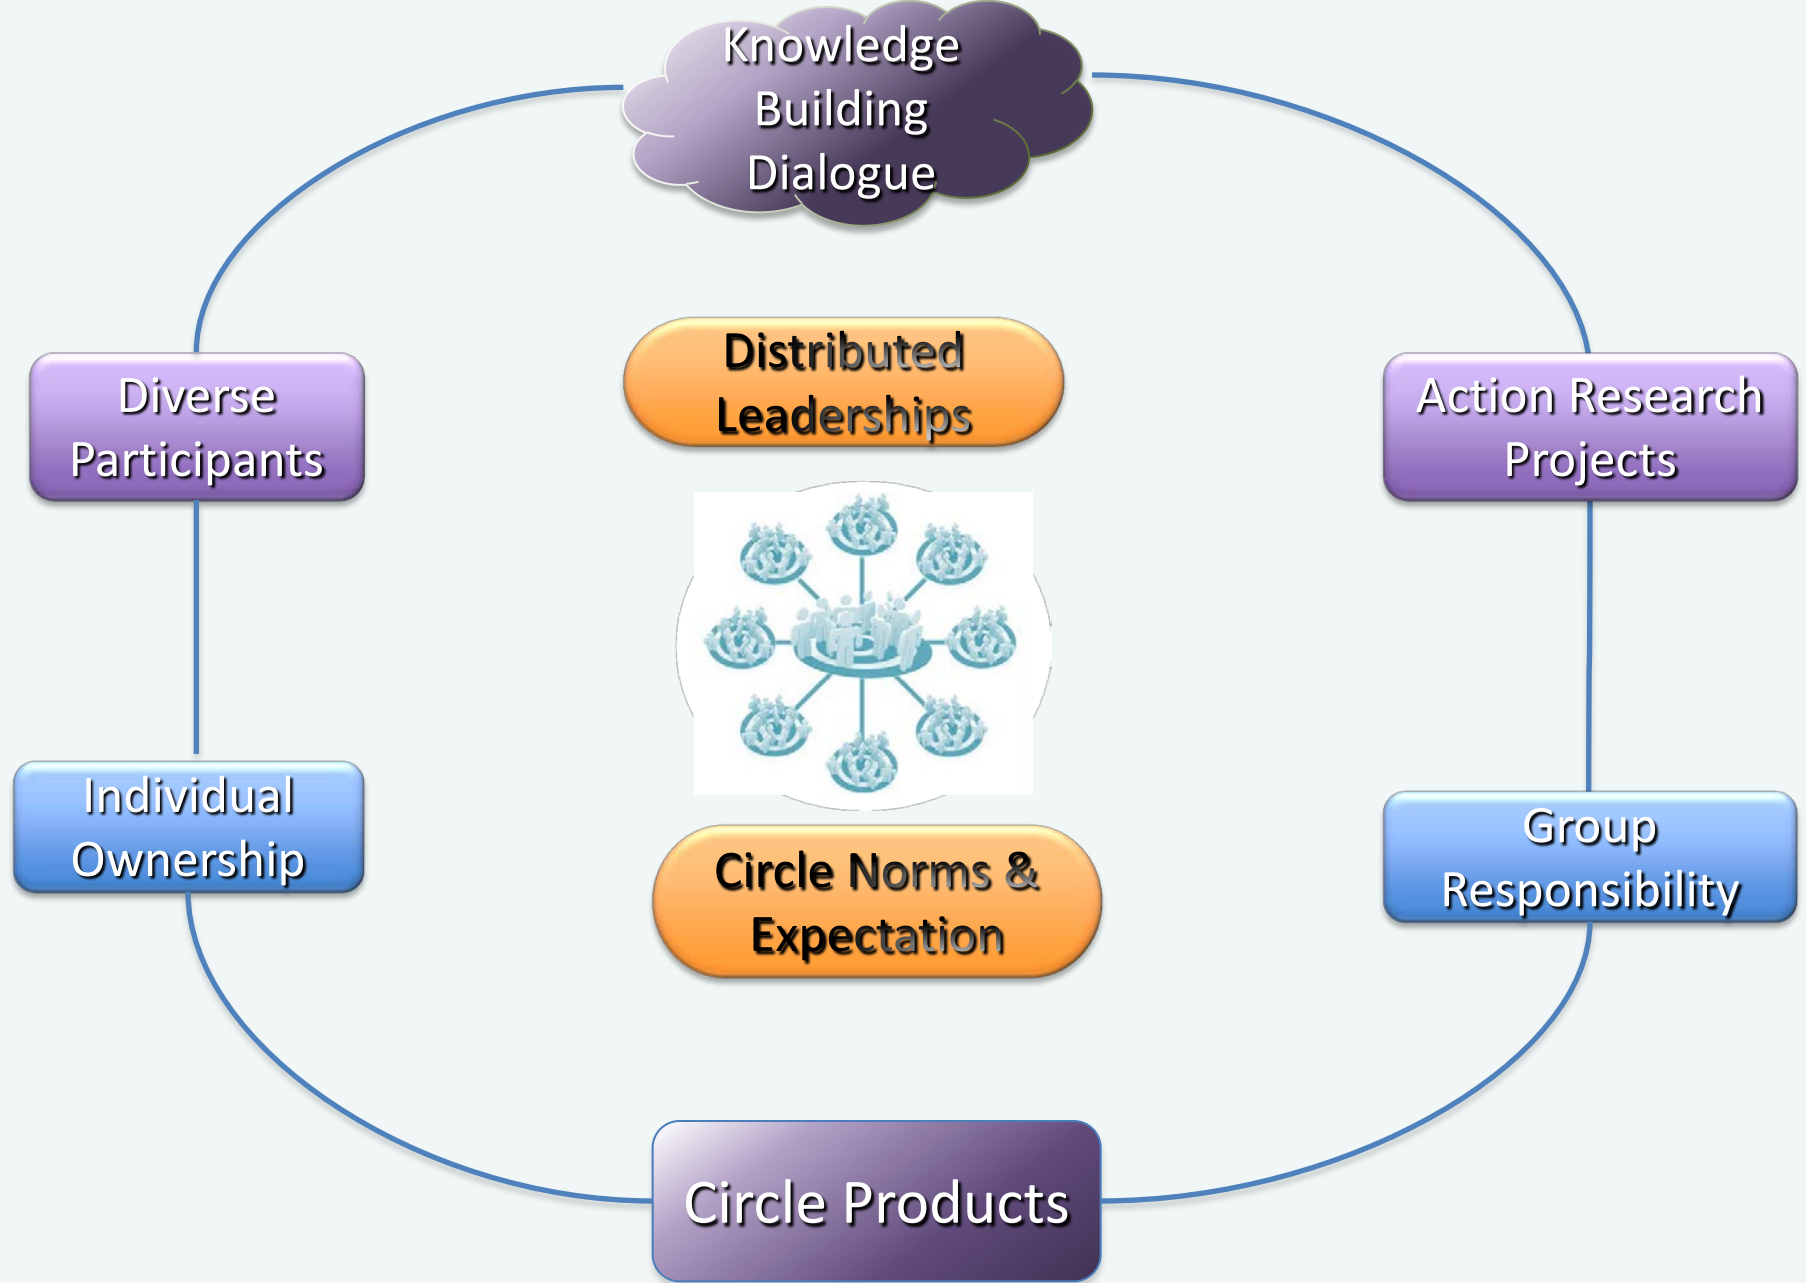 Knowledge
Building
Dialogue
Distributed
Leaderships
Diverse
Participants
Action Research
Projects
Individual
Ownership
Group
Responsibility
Circle Norms &
Expectation
Circle Products